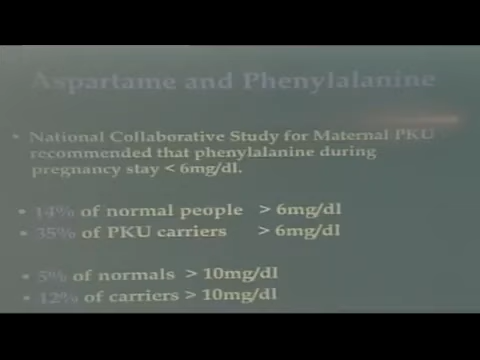 Aspartame and Phenylalanine
• National Collaborative Study for Maternal PKU
recommended that phenylalanine during
pregnancy stay < 6mg/dl.
• 14% of normal people > 6mg/dl
• 35% of PKU carriers > 6mg/dl
• 5% of normals > 10mg/dl
• 12% of carriers > 10mg/dl